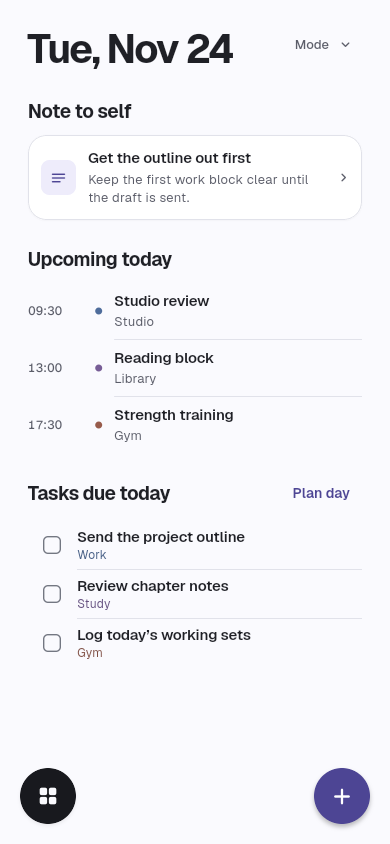 Tue, Nov 24
Mode
Note to self
Get the outline out first
Keep the first work block clear until
the draft is sent.
Upcoming today
09:30
Studio review
Studio
13:00
Reading block
Library
17:30
Strength training
Gym
Tasks due today
Plan day
Send the project outline
Work
Review chapter notes
Study
Log today’s working sets
Gym